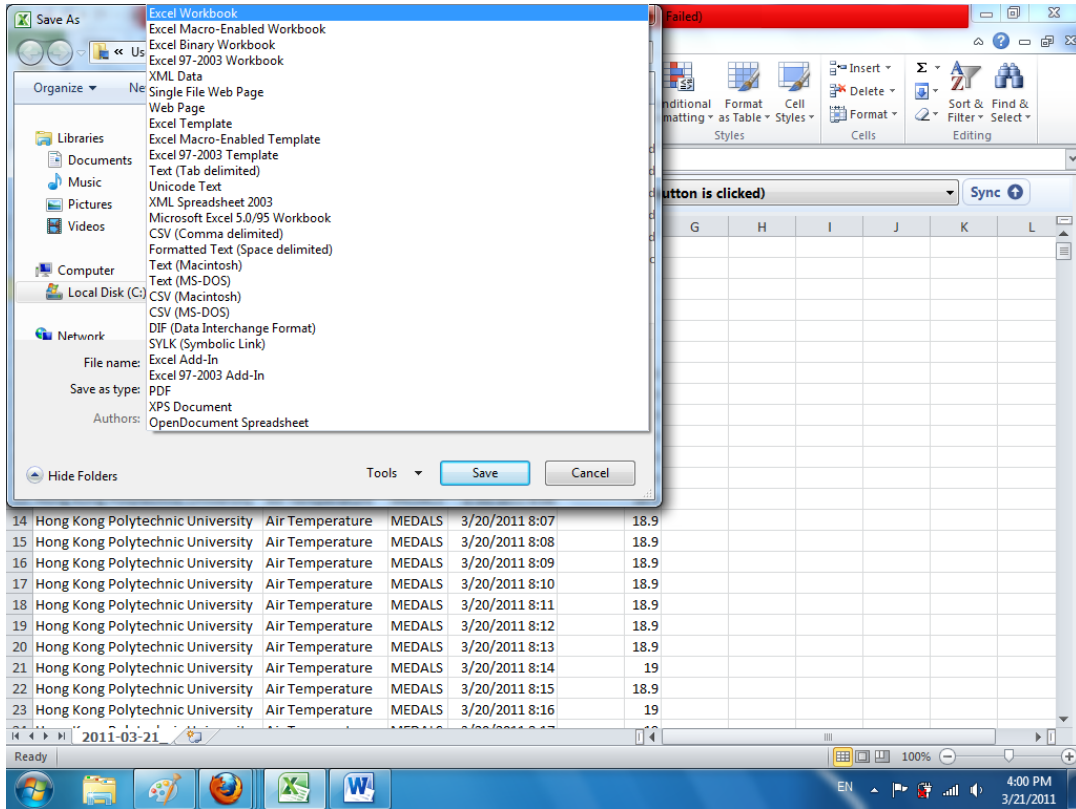 Save As
Excel Workbook
Excel Macro-Enabled Workbook
Excel Binary Workbook
Excel 97-2003 Workbook
XML Data
Single File Web Page
Web Page
Excel Template
Excel Macro-Enabled Template
Excel 97-2003 Template
Text (Tab delimited)
Unicode Text
XML Spreadsheet 2003
Microsoft Excel 5.0/95 Workbook
CSV (Comma delimited)
Formatted Text (Space delimited)
Text (Macintosh)
Text (MS-DOS)
CSV (Macintosh)
CSV (MS-DOS)
DIF (Data Interchange Format)
SYLK (Symbolic Link)
Excel Add-In
Excel 97-2003 Add-In
PDF
XPS Document
OpenDocument Spreadsheet
« Us
Organize Ne
Libraries
Documents
Music
Pictures
Videos
Computer
Local Disk (C:)
Network
File name:
Save as type:
Authors:
Hide Folders
Tools Save Cancel
Failed)
Insert
Delete
Format
Format as Table
Cell Styles
Sort & Filter
Find & Select
Styles Cells Editing
utton is clicked)
Sync
G H I J K L
14 Hong Kong Polytechnic University Air Temperature MEDALS 3/20/2011 8:07 18.9
15 Hong Kong Polytechnic University Air Temperature MEDALS 3/20/2011 8:08 18.9
16 Hong Kong Polytechnic University Air Temperature MEDALS 3/20/2011 8:09 18.9
17 Hong Kong Polytechnic University Air Temperature MEDALS 3/20/2011 8:10 18.9
18 Hong Kong Polytechnic University Air Temperature MEDALS 3/20/2011 8:11 18.9
19 Hong Kong Polytechnic University Air Temperature MEDALS 3/20/2011 8:12 18.9
20 Hong Kong Polytechnic University Air Temperature MEDALS 3/20/2011 8:13 18.9
21 Hong Kong Polytechnic University Air Temperature MEDALS 3/20/2011 8:14 19
22 Hong Kong Polytechnic University Air Temperature MEDALS 3/20/2011 8:15 18.9
23 Hong Kong Polytechnic University Air Temperature MEDALS 3/20/2011 8:16 19
2011-03-21_
Ready
100%
EN
4:00 PM
3/21/2011